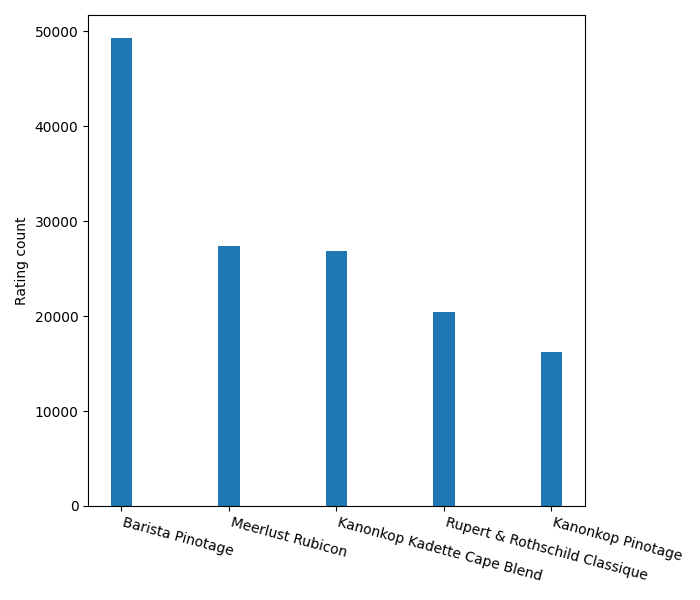 50000
40000
30000
20000
10000
0
Rating count
Barista Pinotage
Meerlust Rubicon
Kanonkop Kadette Cape Blend
Rupert & Rothschild Classique
Kanonkop Pinotage